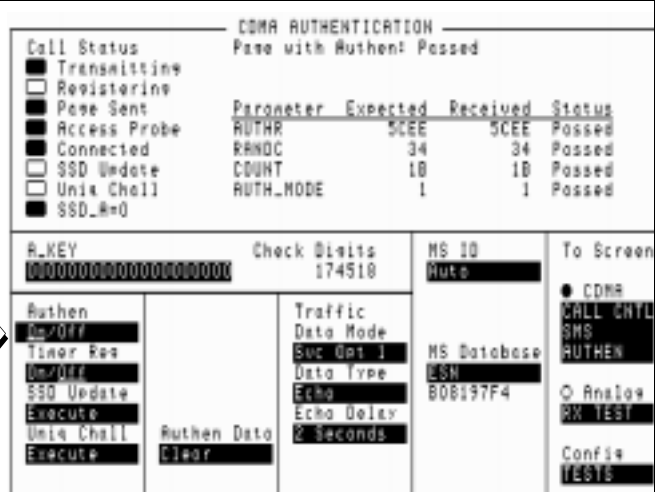 CDMA AUTHENTICATION
Call Status
Page with Authen: Passed
Transmitting
Registering
Page Sent
Access Probe
Connected
SSD Update
Uniq Chall
SSD_A=0
Parameter Expected Received Status
AUTHR 5CEE 5CEE Passed
RANDC 34 34 Passed
COUNT 18 18 Passed
AUTH_MODE 1 1 Passed
A_KEY
00000000000000000000
Check Digits
174518
MS ID
Auto
MS Database
ESN
B08197F4
Authen
On/Off
Timer Reg
On/Off
SSD Update
Execute
Uniq Chall
Execute
Authen Data
Clear
Traffic
Data Mode
Svc Opt 1
Data Type
Echo
Echo Delay
2 Seconds
To Screen
CDMA
CALL CNTL
SMS
AUTHEN
Analog
RX TEST
Config
TESTS